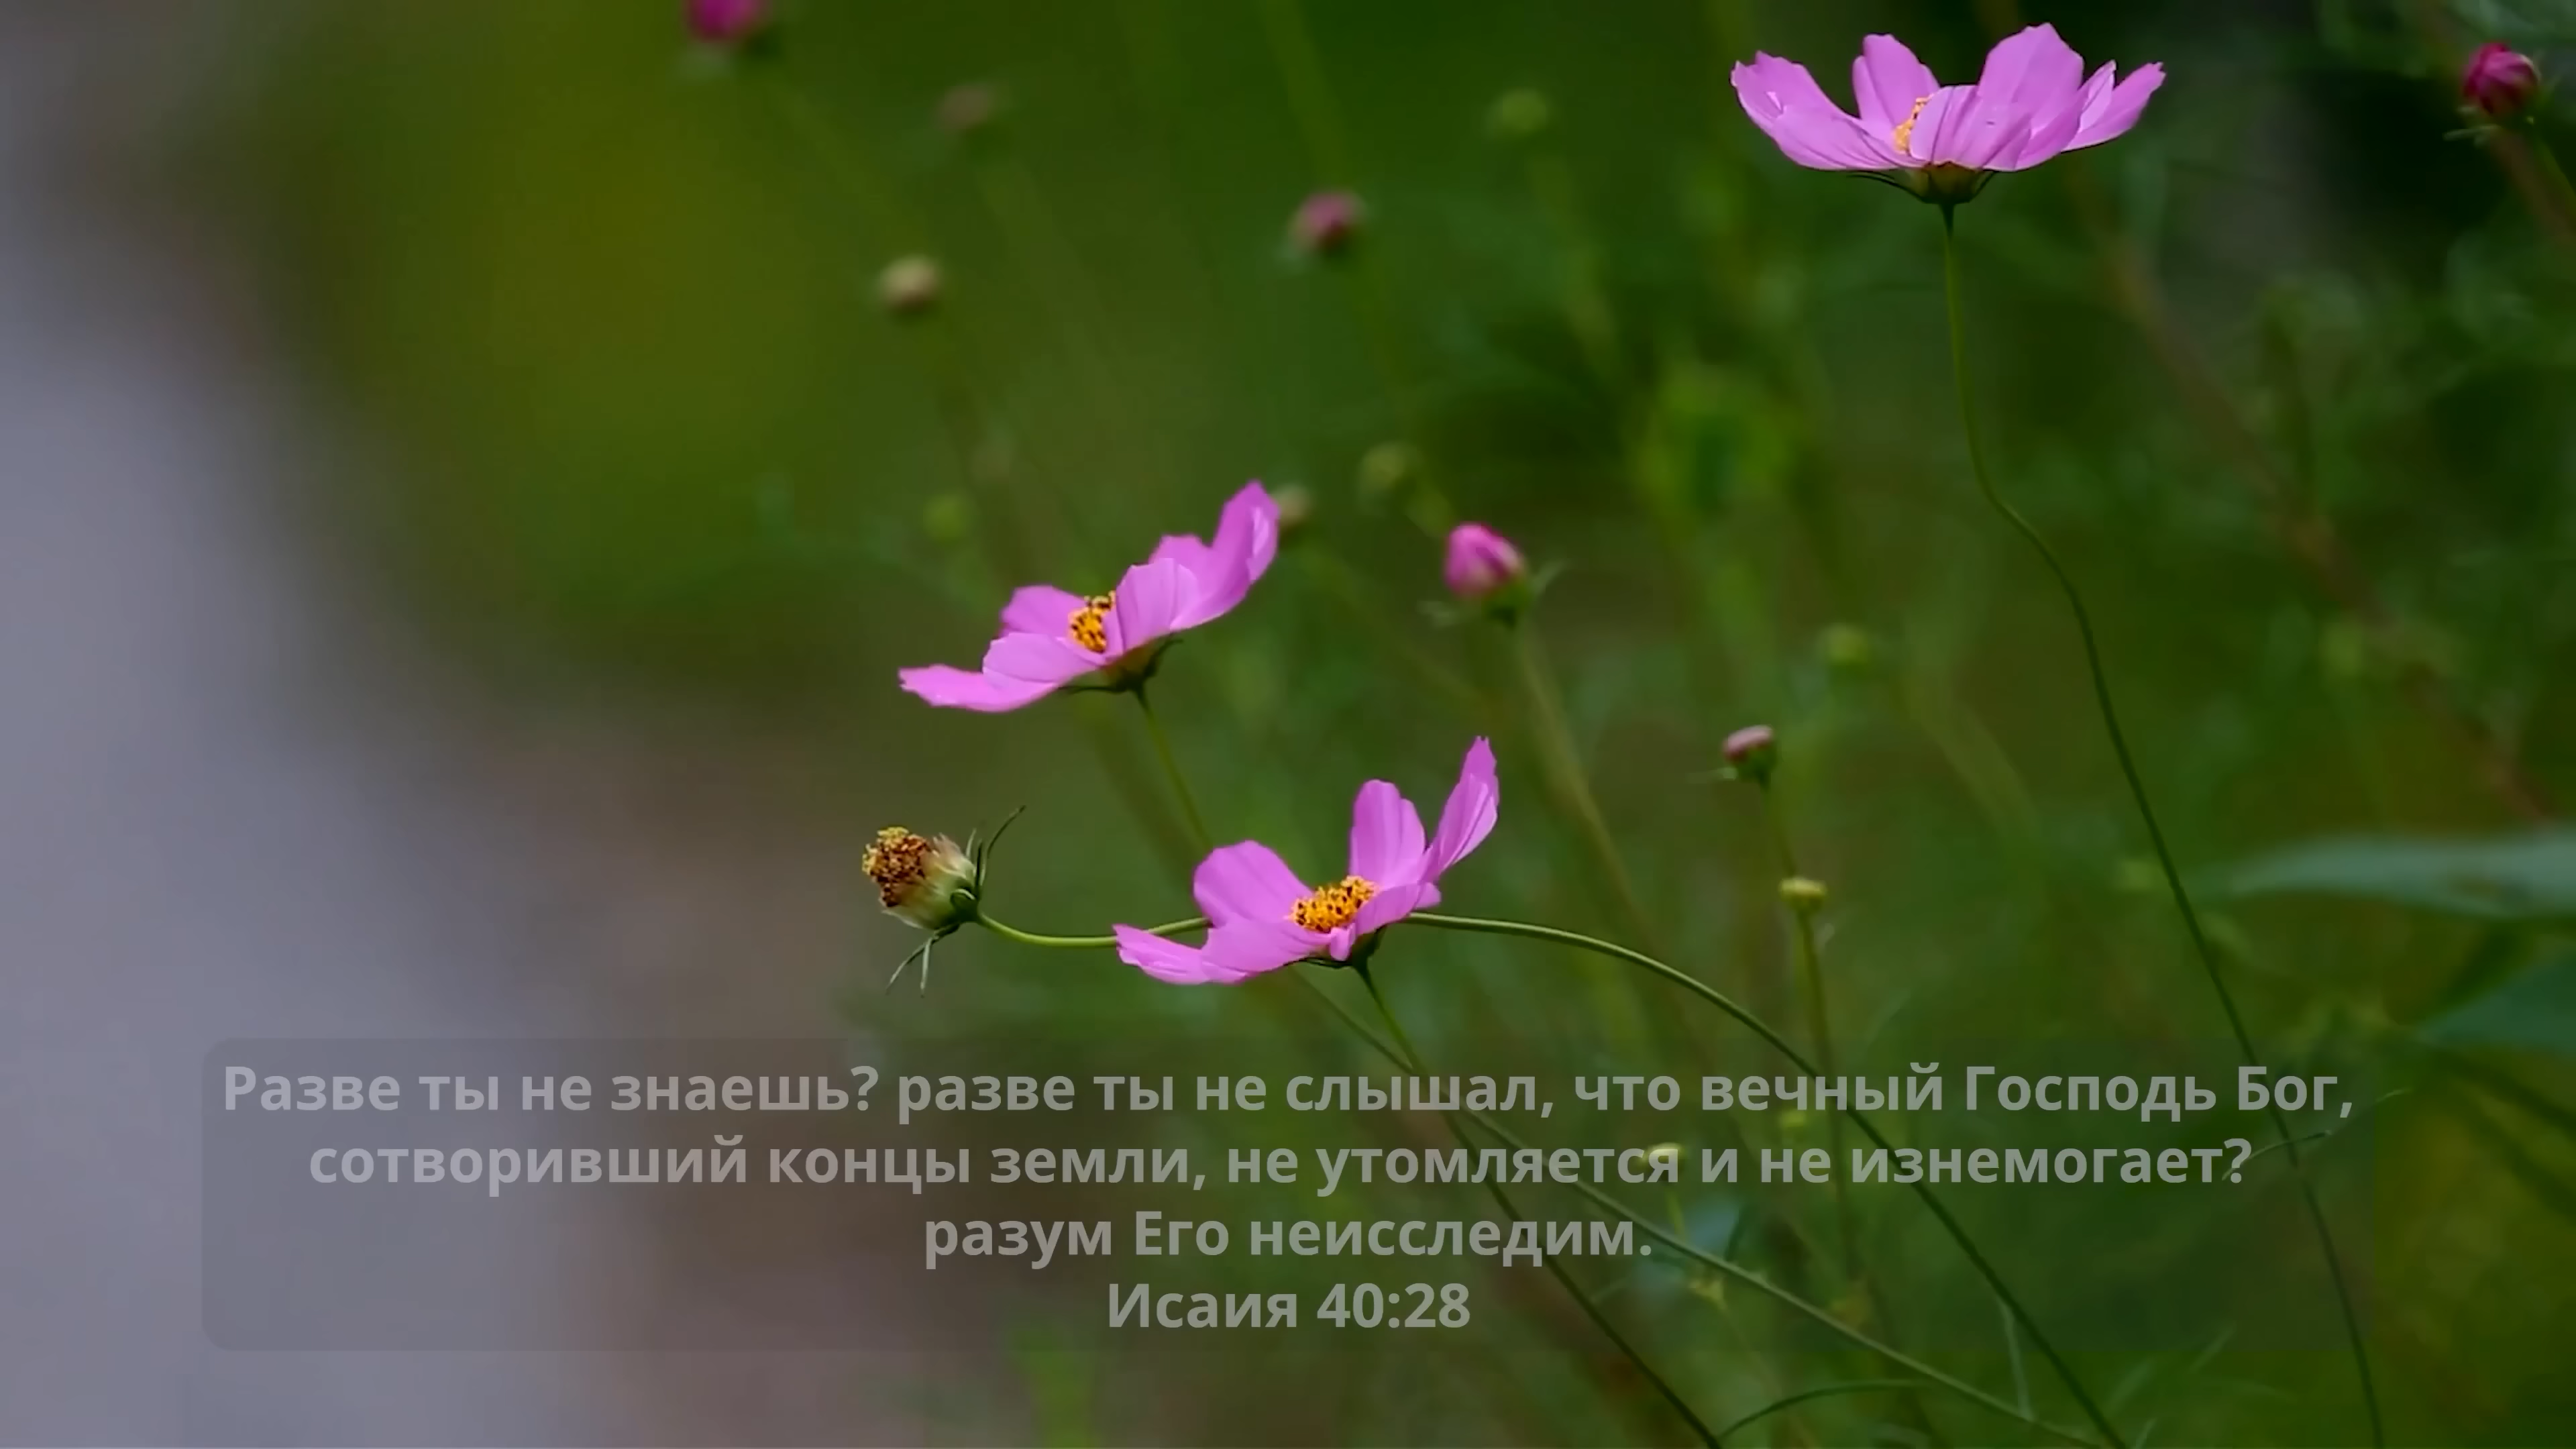 Разве ты не знаешь? разве ты не слышал, что вечный Господь Бог,
сотворивший концы земли, не утомляется и не изнемогает?
разум Его неисследим.
Исаия 40:28